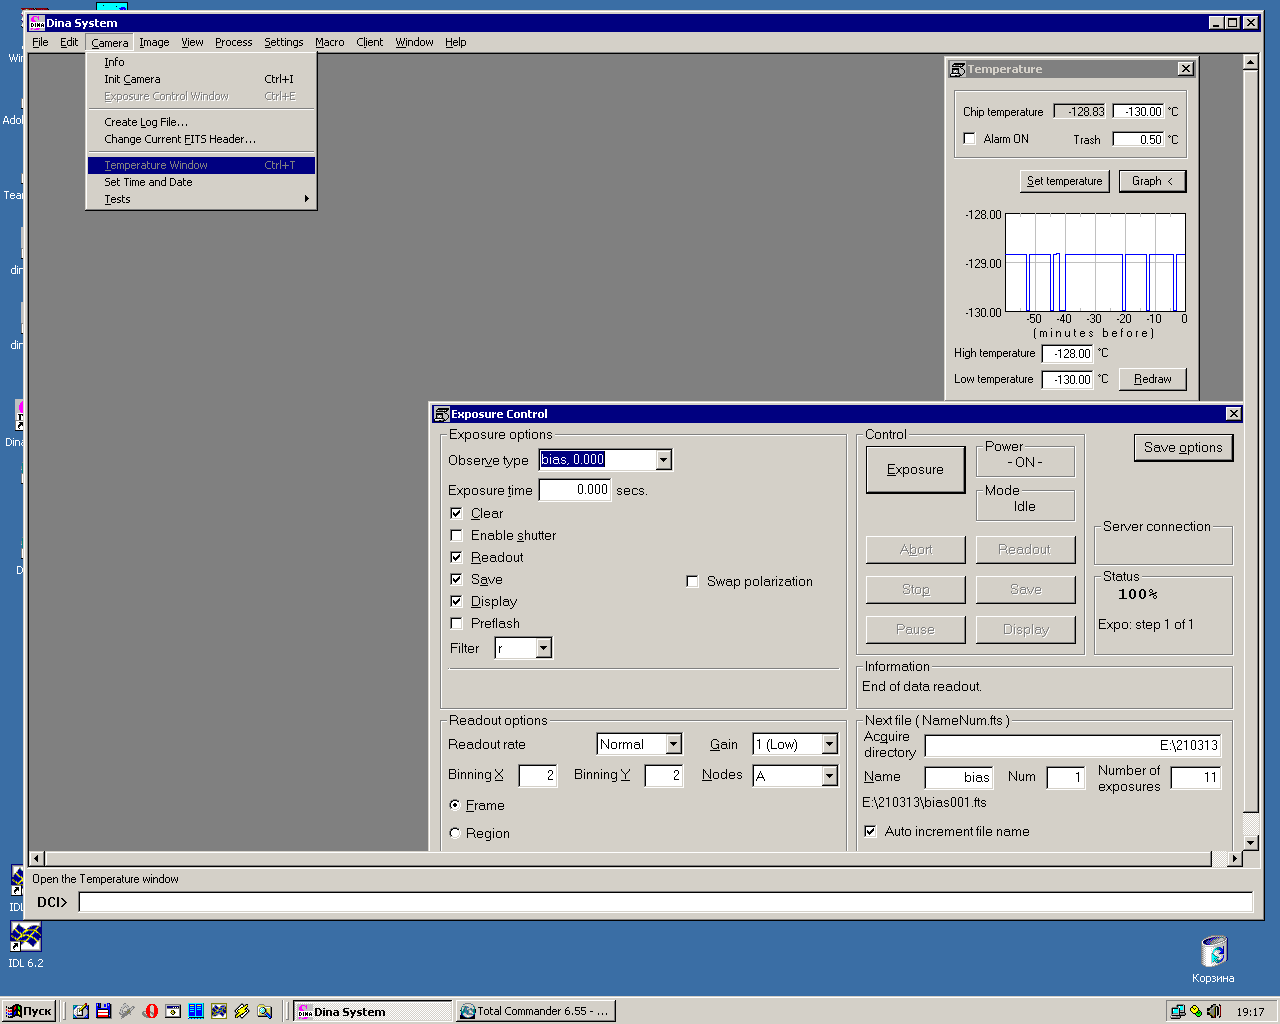 Dina System
File Edit Camera Image View Process Settings Macro Client Window Help
Info
Init Camera Ctrl+I
Exposure Control Window Ctrl+E
Create Log File...
Change Current FITS Header...
Temperature Window Ctrl+T
Set Time and Date
Tests
Temperature
Chip temperature -128.83 -130.00 °C
Alarm ON Trash 0.50 °C
Set temperature Graph <
-128.00
-129.00
-130.00
-50 -40 -30 -20 -10 0
(minutes before)
High temperature -128.00 °C
Low temperature -130.00 °C Redraw
Exposure Control
Exposure options
Observe type bias, 0.000
Exposure time 0.000 secs.
Clear
Enable shutter
Readout
Save
Swap polarization
Display
Preflash
Filter r
Control
Exposure
Power
- ON -
Mode
Idle
Abort Readout
Stop Save
Pause Display
Save options
Server connection
Status
100%
Expo: step 1 of 1
Information
End of data readout.
Readout options
Readout rate Normal Gain 1 (Low)
Binning X 2 Binning Y 2 Nodes A
Frame
Region
Next file ( NameNum.fts )
Acquire directory E:\210313
Name bias Num 1 Number of exposures 11
E:\210313\bias001.fts
Auto increment file name
Open the Temperature window
DCI>
Win
Adol
Tear
din
din
Dina
D
IDL
IDL 6.2
Корзина
Пуск
Dina System
Total Commander 6.55 - ...
19:17